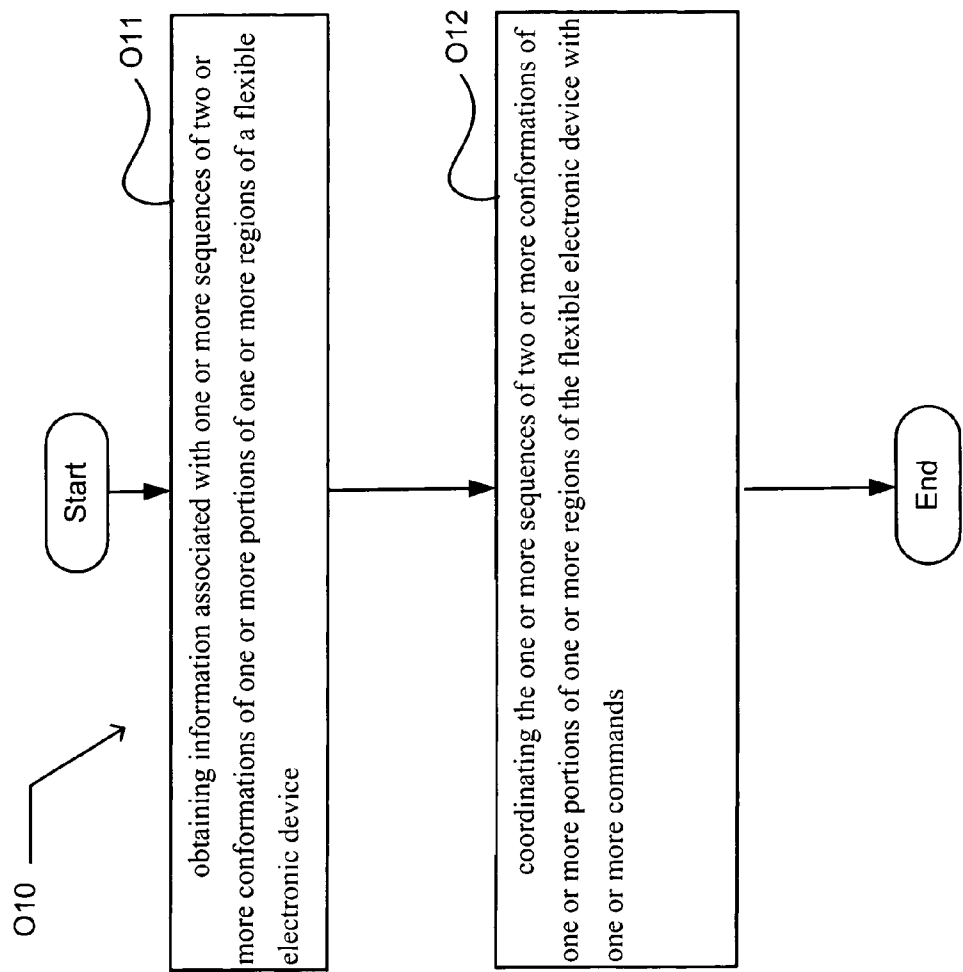 O10
Start
O11
obtaining information associated with one or more sequences of two or
more conformations of one or more portions of one or more regions of a flexible
electronic device
O12
coordinating the one or more sequences of two or more conformations of
one or more portions of one or more regions of the flexible electronic device with
one or more commands
End